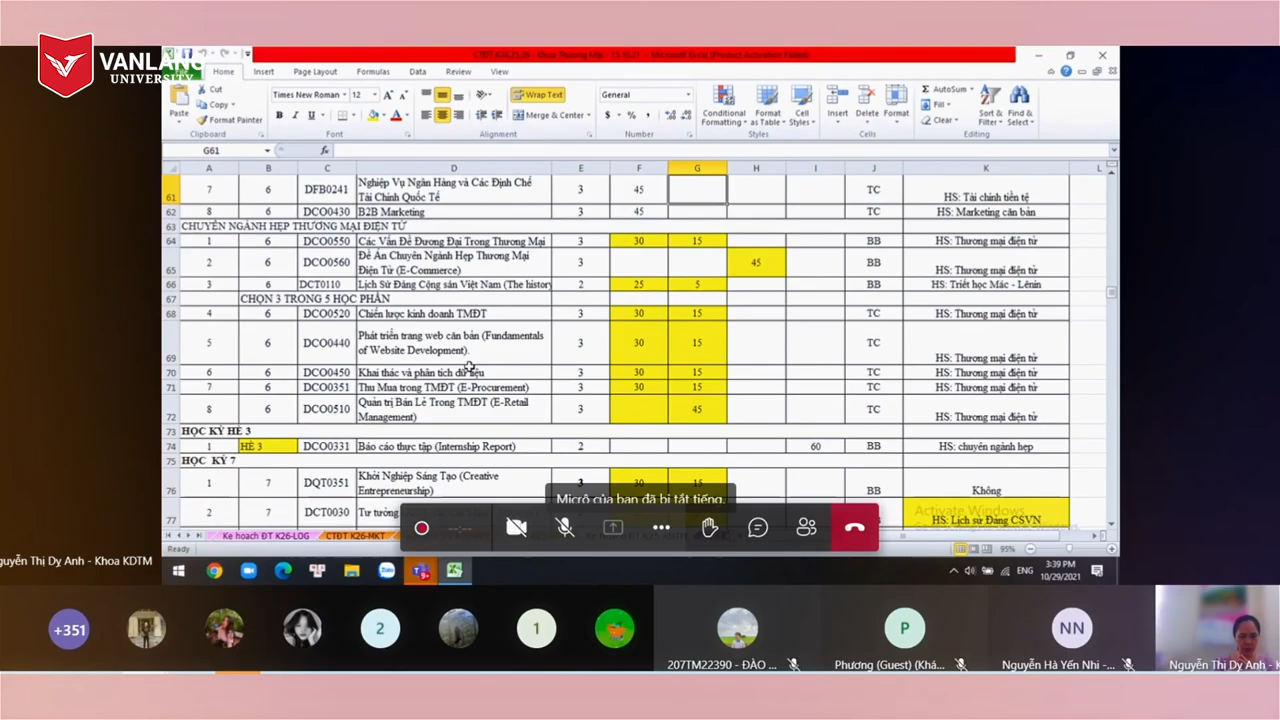 VANLANG
UNIVERSITY
CTĐT K26 - Khoa Thương Mại - Microsoft Excel (Product Activation Failed)
Home Insert Page Layout Formulas Data Review View
Paste
Cut
Copy
Format Painter
Clipboard
Times New Roman 12
B I U A
Font
Wrap Text
Merge & Center
Alignment
General
$ % ,
Number
Conditional Formatting
Format as Table
Cell Styles
Styles
Insert Delete Format
Cells
AutoSum
Fill
Clear
Sort & Filter
Find & Select
Editing
G61 fx
A B C D E F G H I J K L
61 7 6 DFB0241 Nghiệp Vụ Ngân Hàng và Các Định Chế Tài Chính Quốc Tế 3 45 TC HS: Tài chính tiền tệ
62 8 6 DCO0430 B2B Marketing 3 45 TC HS: Marketing căn bản
63 CHUYÊN NGÀNH HẸP THƯƠNG MẠI ĐIỆN TỬ
64 1 6 DCO0550 Các Vấn Đề Đương Đại Trong Thương Mại 3 30 15 BB HS: Thương mại điện tử
65 2 6 DCO0560 Đề Án Chuyên Ngành Hẹp Thương Mại Điện Tử (E-Commerce) 3 45 BB HS: Thương mại điện tử
66 3 6 DCT0110 Lịch Sử Đảng Cộng sản Việt Nam (The history 2 25 5 BB HS: Triết học Mác - Lênin
67 CHỌN 3 TRONG 5 HỌC PHẦN
68 4 6 DCO0520 Chiến lược kinh doanh TMĐT 3 30 15 TC HS: Thương mại điện tử
69 5 6 DCO0440 Phát triển trang web căn bản (Fundamentals of Website Development). 3 30 15 TC HS: Thương mại điện tử
70 6 6 DCO0450 Khai thác và phân tích dữ liệu 3 30 15 TC HS: Thương mại điện tử
71 7 6 DCO0351 Thu Mua trong TMĐT (E-Procurement) 3 30 15 TC HS: Thương mại điện tử
72 8 6 DCO0510 Quản trị Bán Lẻ Trong TMĐT (E-Retail Management) 3 45 TC HS: Thương mại điện tử
73 HỌC KỲ HÈ 3
74 1 HÈ 3 DCO0331 Báo cáo thực tập (Internship Report) 2 60 BB HS: chuyên ngành hẹp
75 HỌC KỲ 7
76 1 7 DQT0351 Khởi Nghiệp Sáng Tạo (Creative Entrepreneurship) 3 30 15 BB Không
77 2 7 DCT0030 Tư tưởng HS: Lịch sử Đảng CSVN
Activate Windows
Micrô của bạn đã bị tắt tiếng.
Ke hoạch ĐT K26-LOG CTĐT K26-MKT
Ready 95%
Nguyễn Thị Dy Anh - Khoa KDTM
9+
ENG
3:39 PM
10/29/2021
+351 2 1 P NN
207TM22390 - ĐÀO ...
Phương (Guest) (Khá...
Nguyễn Hà Yến Nhi -...
Nguyễn Thị Dy Anh - K